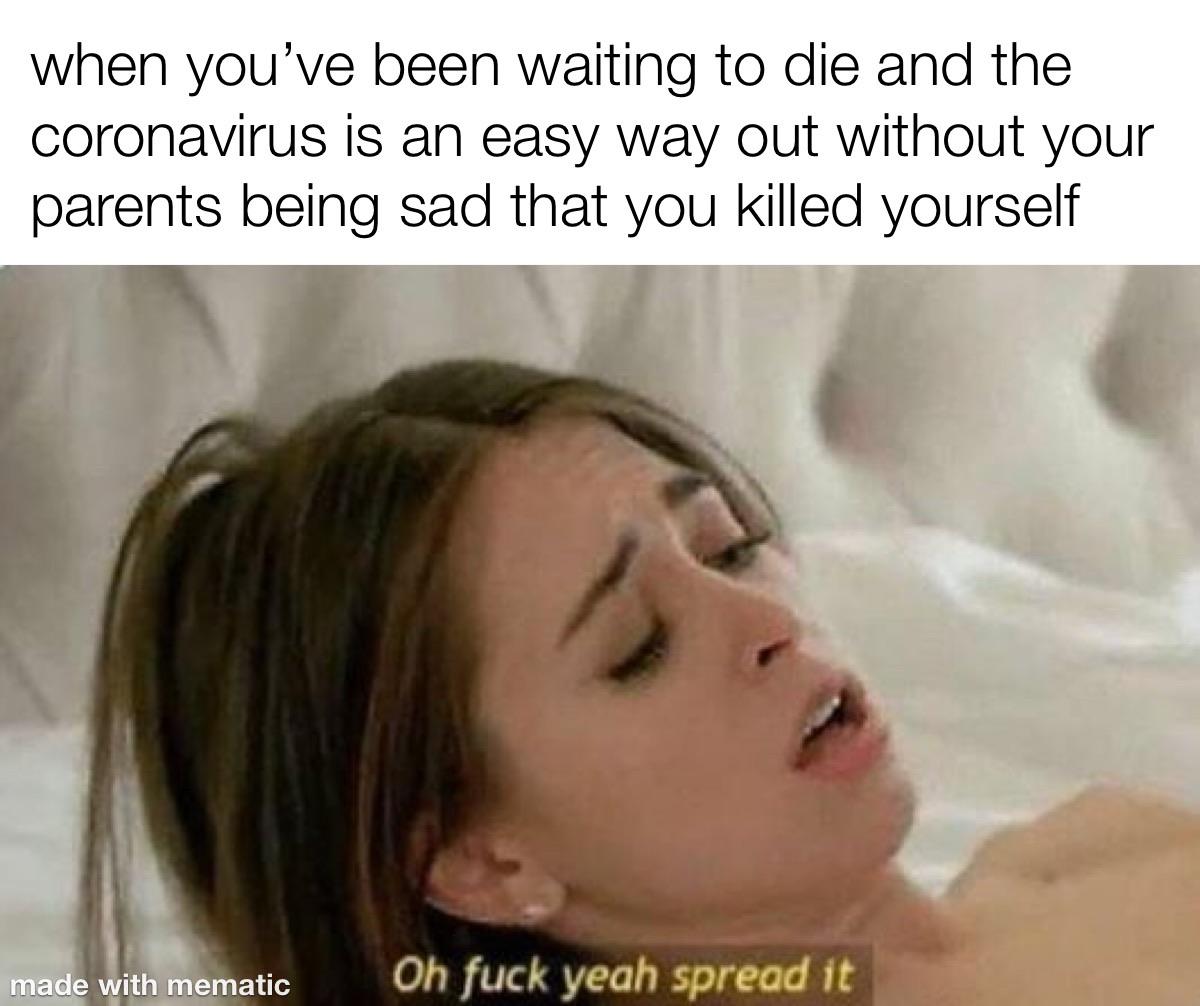 when you’ve been waiting to die and the
coronavirus is an easy way out without your
parents being sad that you killed yourself
Oh fuck yeah spread it
made with mematic